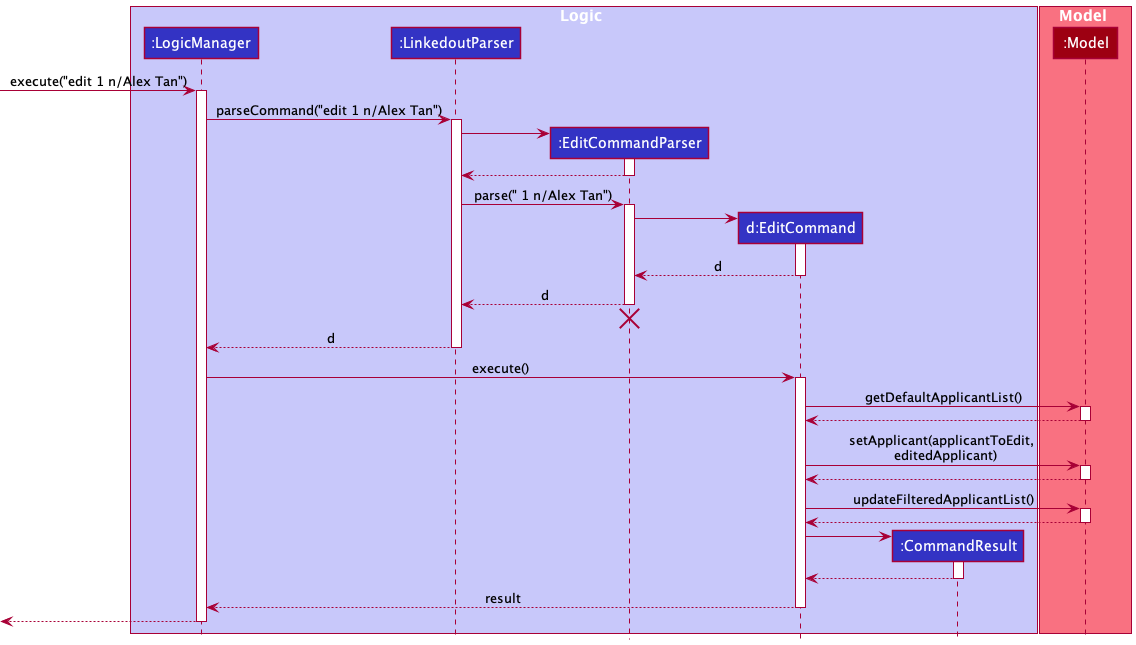 Logic
Model
:LogicManager
:LinkedoutParser
:Model
execute("edit 1 n/Alex Tan")
parseCommand("edit 1 n/Alex Tan")
:EditCommandParser
parse(" 1 n/Alex Tan")
d:EditCommand
d
d
d
execute()
getDefaultApplicantList()
setApplicant(applicantToEdit,
editedApplicant)
updateFilteredApplicantList()
:CommandResult
result